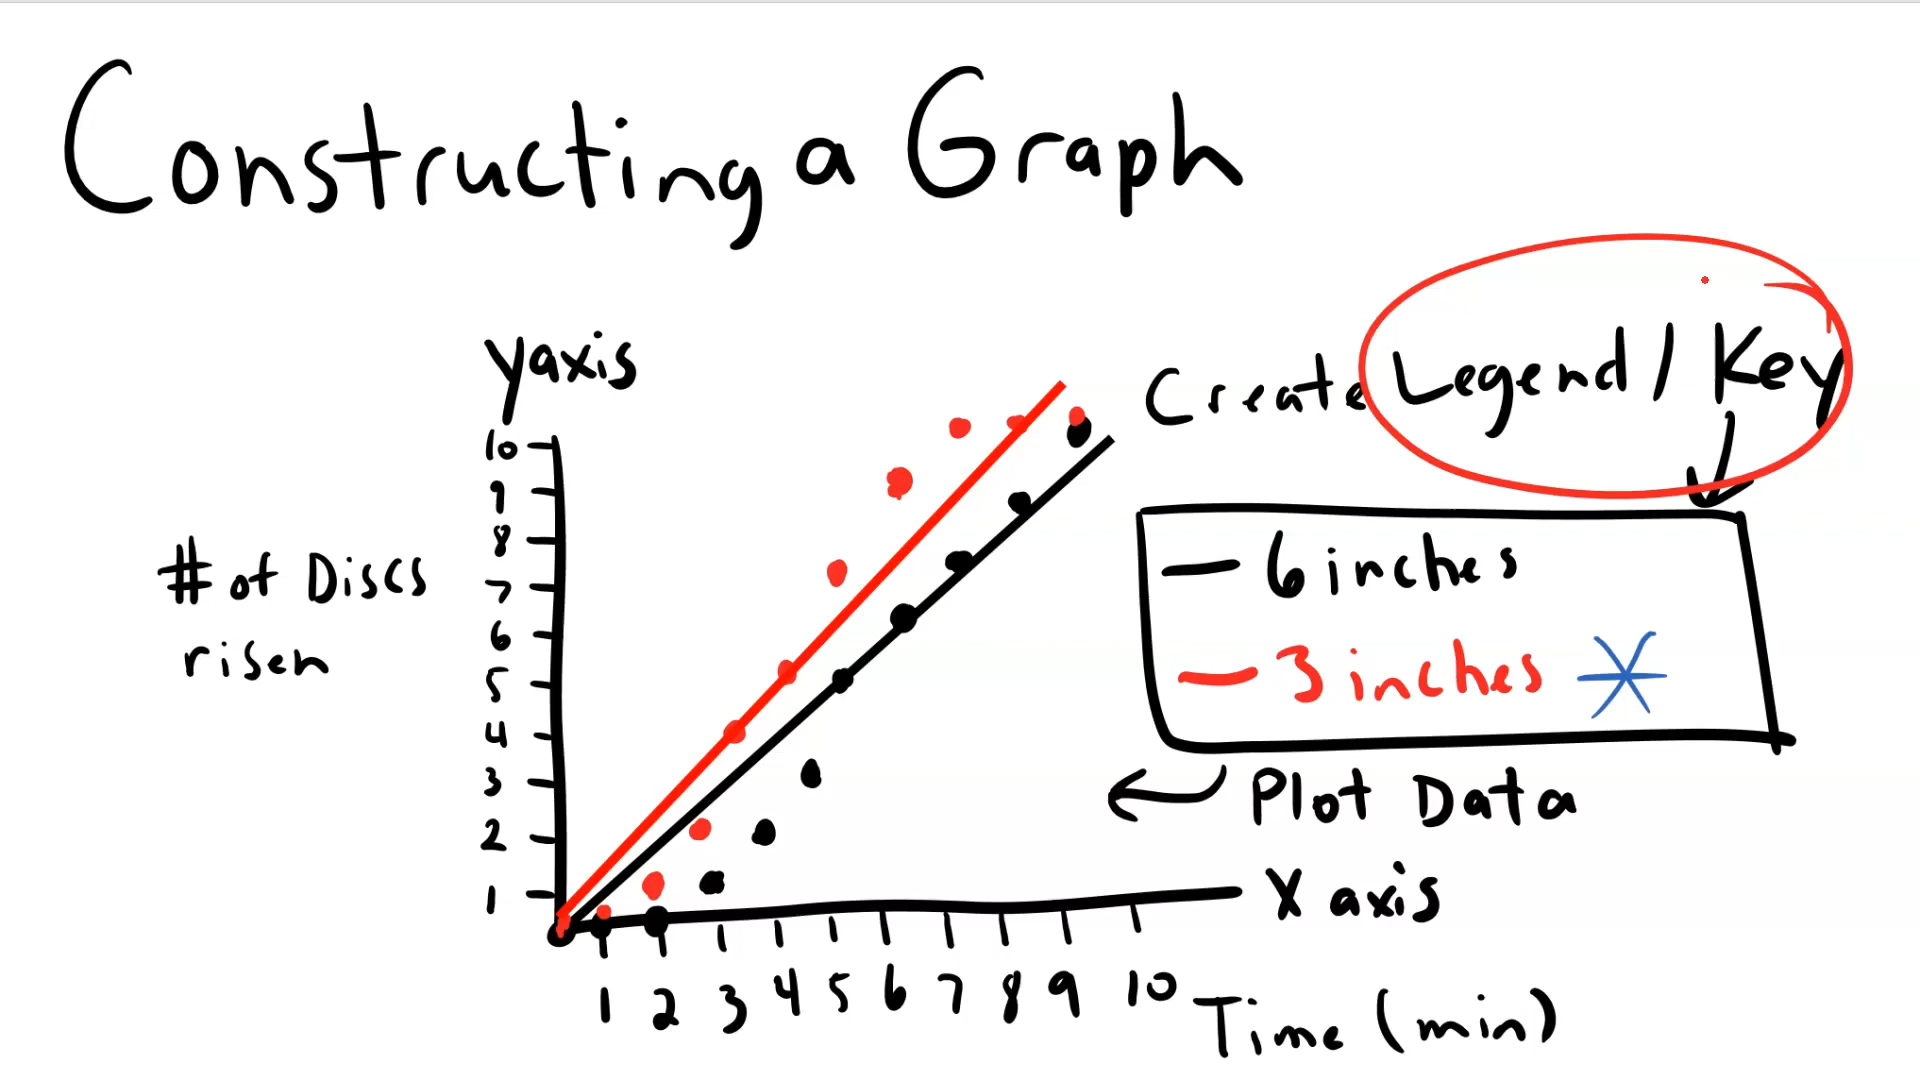 Constructing a Graph
yaxis
Create Legend / Key
10
9
8
7
6
5
4
3
2
1
# of Discs
risen
— 6 inches
— 3 inches
Plot Data
X axis
1 2 3 4 5 6 7 8 9 10
Time (min)